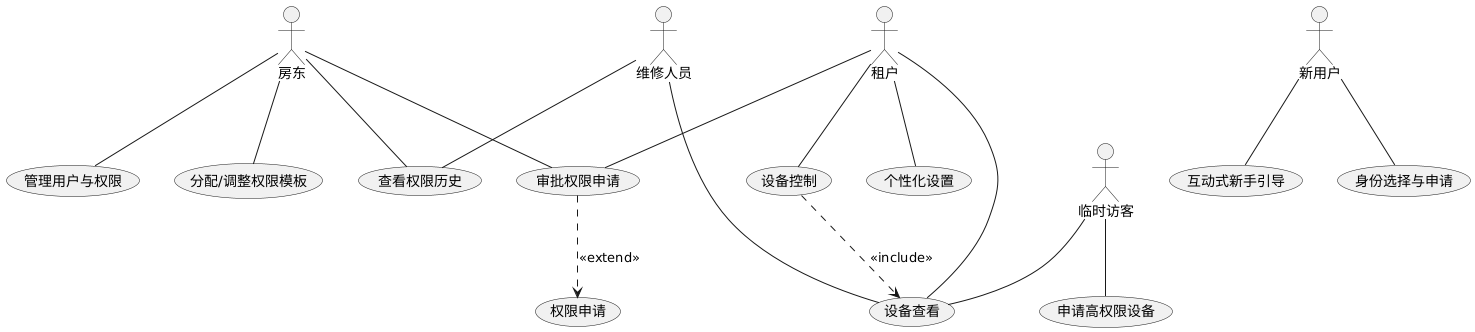 房东
维修人员
租户
新用户
管理用户与权限
分配/调整权限模板
查看权限历史
审批权限申请
设备控制
个性化设置
临时访客
互动式新手引导
身份选择与申请
«extend»
«include»
权限申请
设备查看
申请高权限设备